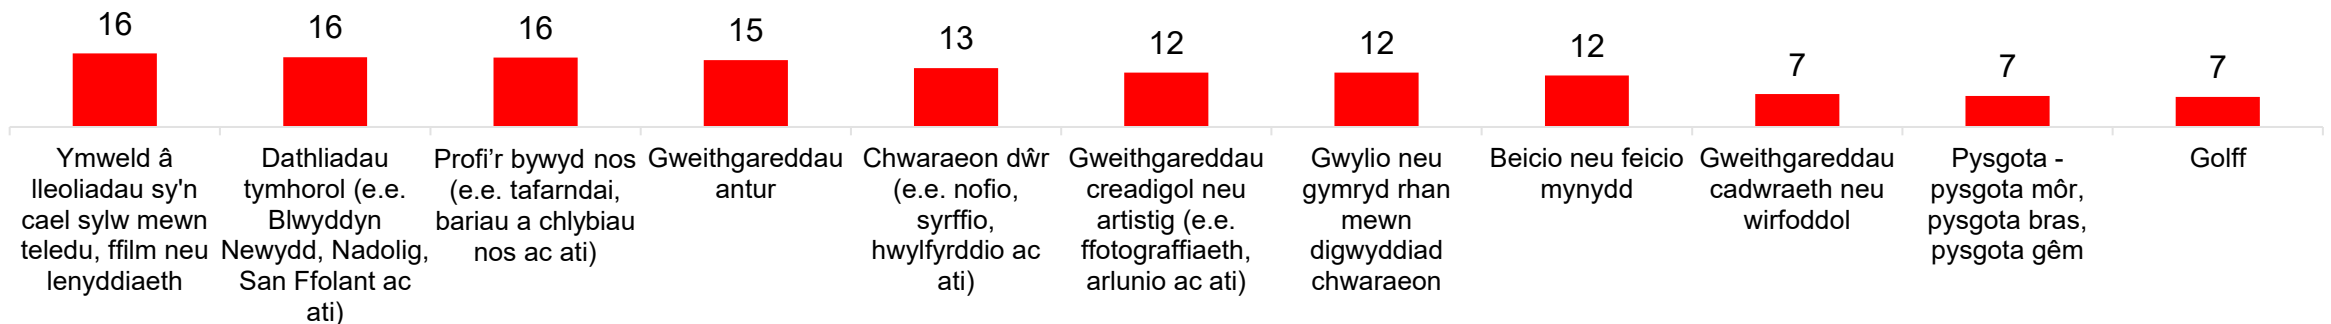 16
16
16
15
13
12
12
12
7
7
7
Ymweld â
lleoliadau sy'n
cael sylw mewn
teledu, ffilm neu
lenyddiaeth
Dathliadau
tymhorol (e.e.
Blwyddyn
Newydd, Nadolig,
San Ffolant ac
ati)
Profi’r bywyd nos
(e.e. tafarndai,
bariau a chlybiau
nos ac ati)
Gweithgareddau
antur
Chwaraeon dŵr
(e.e. nofio,
syrffio,
hwylfyrddio ac
ati)
Gweithgareddau
creadigol neu
artistig (e.e.
ffotograffiaeth,
arlunio ac ati)
Gwylio neu
gymryd rhan
mewn
digwyddiad
chwaraeon
Beicio neu feicio
mynydd
Gweithgareddau
cadwraeth neu
wirfoddol
Pysgota -
pysgota môr,
pysgota bras,
pysgota gêm
Golff